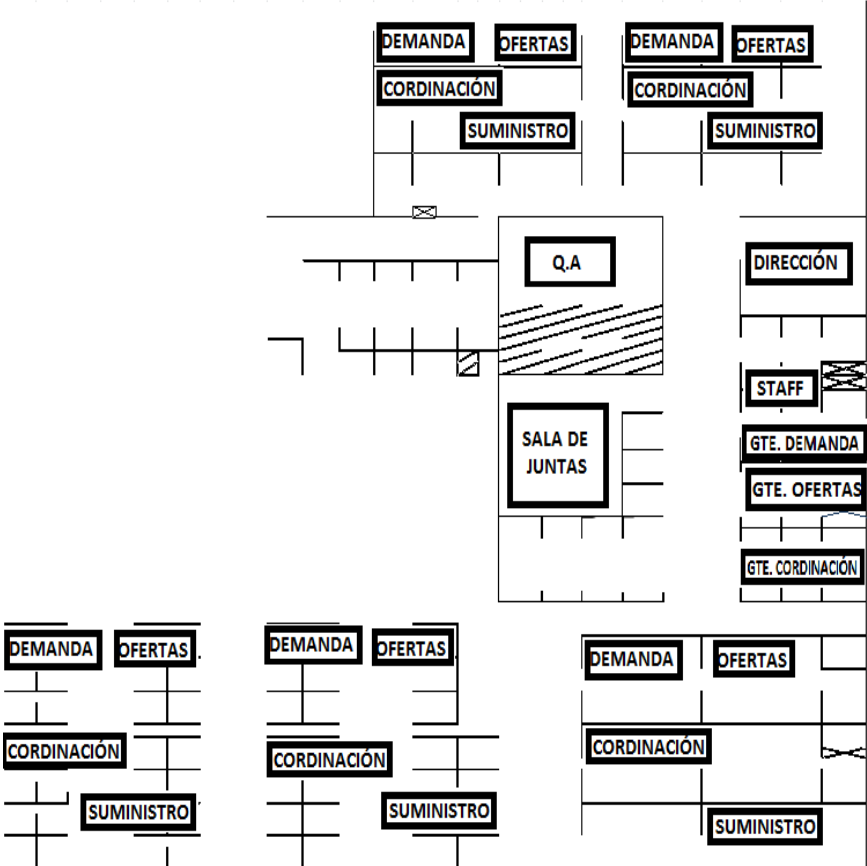 DEMANDA
OFERTAS
DEMANDA
OFERTAS
CORDINACIÓN
CORDINACIÓN
SUMINISTRO
SUMINISTRO
Q.A
DIRECCIÓN
STAFF
SALA DE
JUNTAS
GTE. DEMANDA
GTE. OFERTAS
GTE. CORDINACIÓN
DEMANDA
OFERTAS
DEMANDA
OFERTAS
DEMANDA
OFERTAS
CORDINACIÓN
CORDINACIÓN
CORDINACIÓN
SUMINISTRO
SUMINISTRO
SUMINISTRO